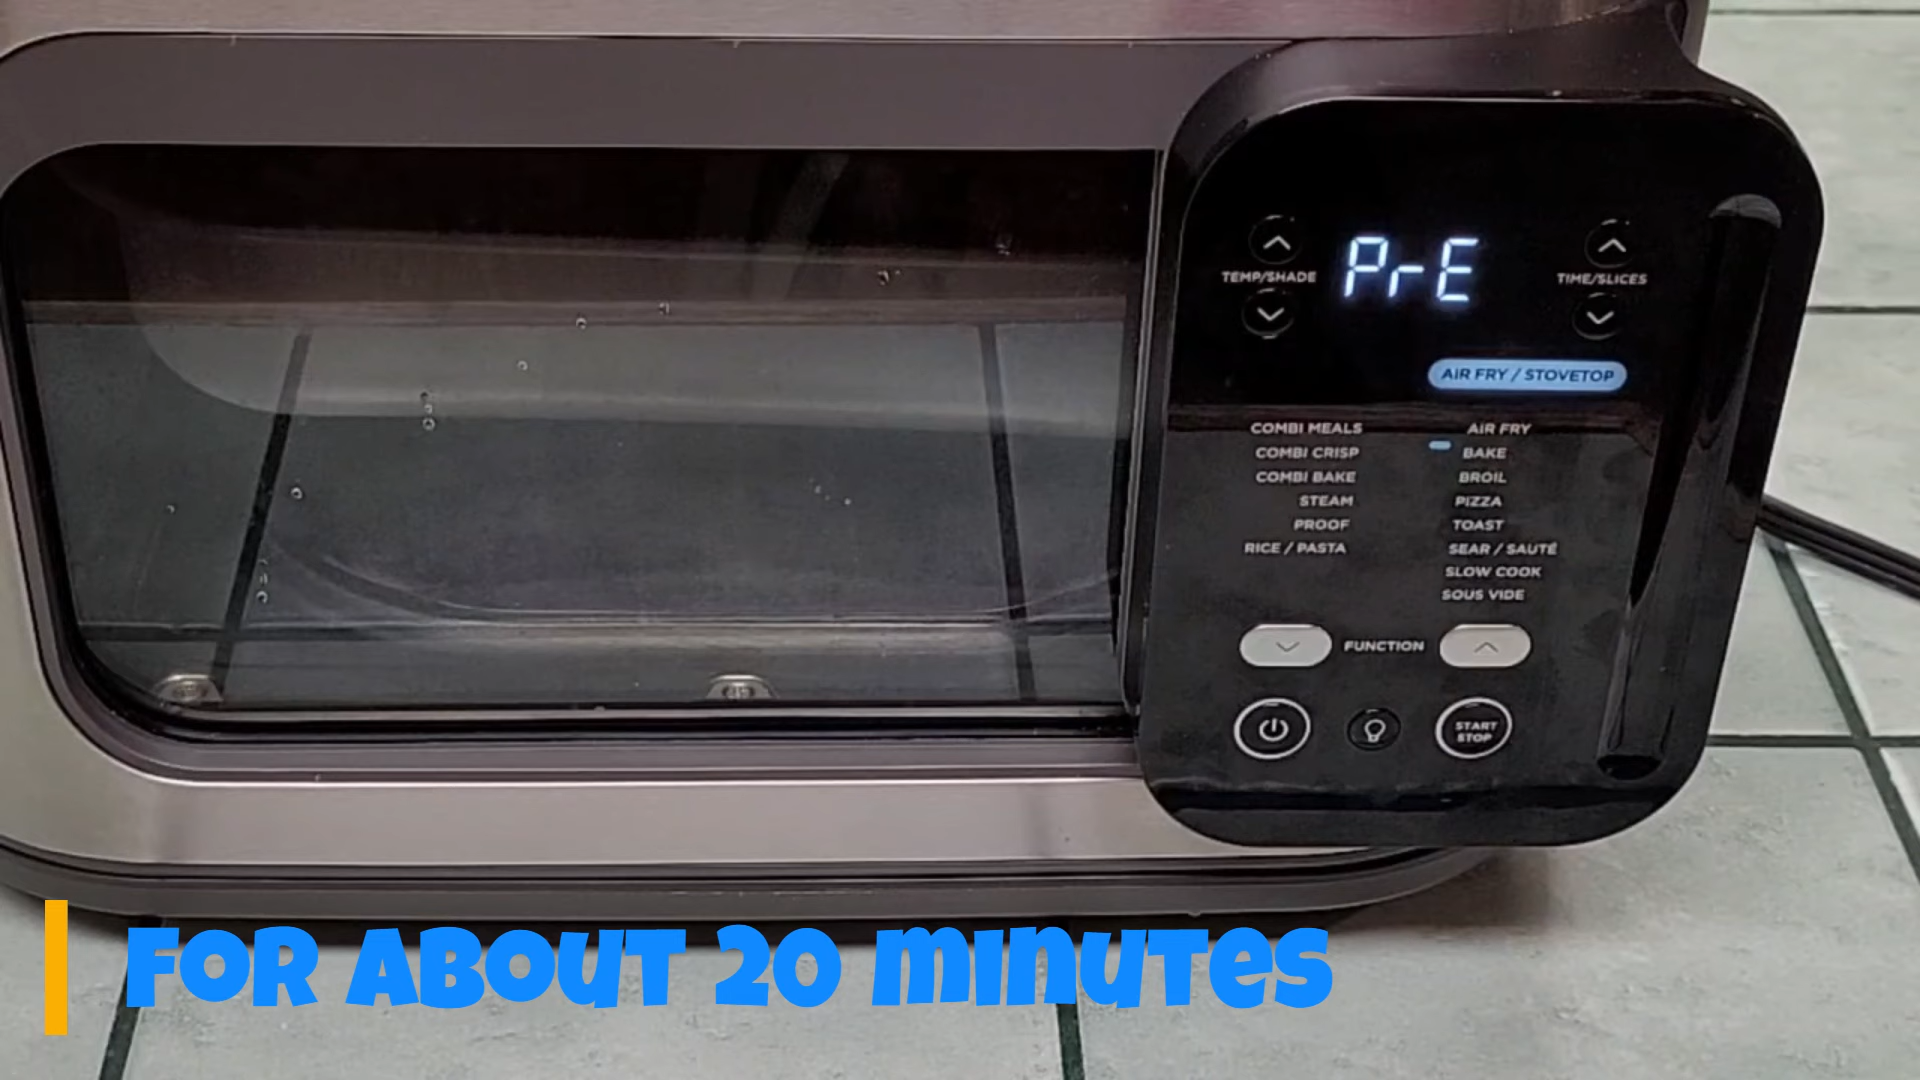 PrE
TEMP/SHADE
TIME/SLICES
AIR FRY / STOVETOP
COMBI MEALS
COMBI CRISP
COMBI BAKE
STEAM
PROOF
RICE / PASTA
AIR FRY
BAKE
BROIL
PIZZA
TOAST
SEAR / SAUTÉ
SLOW COOK
SOUS VIDE
FUNCTION
START
STOP
FOR ABOUT 20 MINUTES